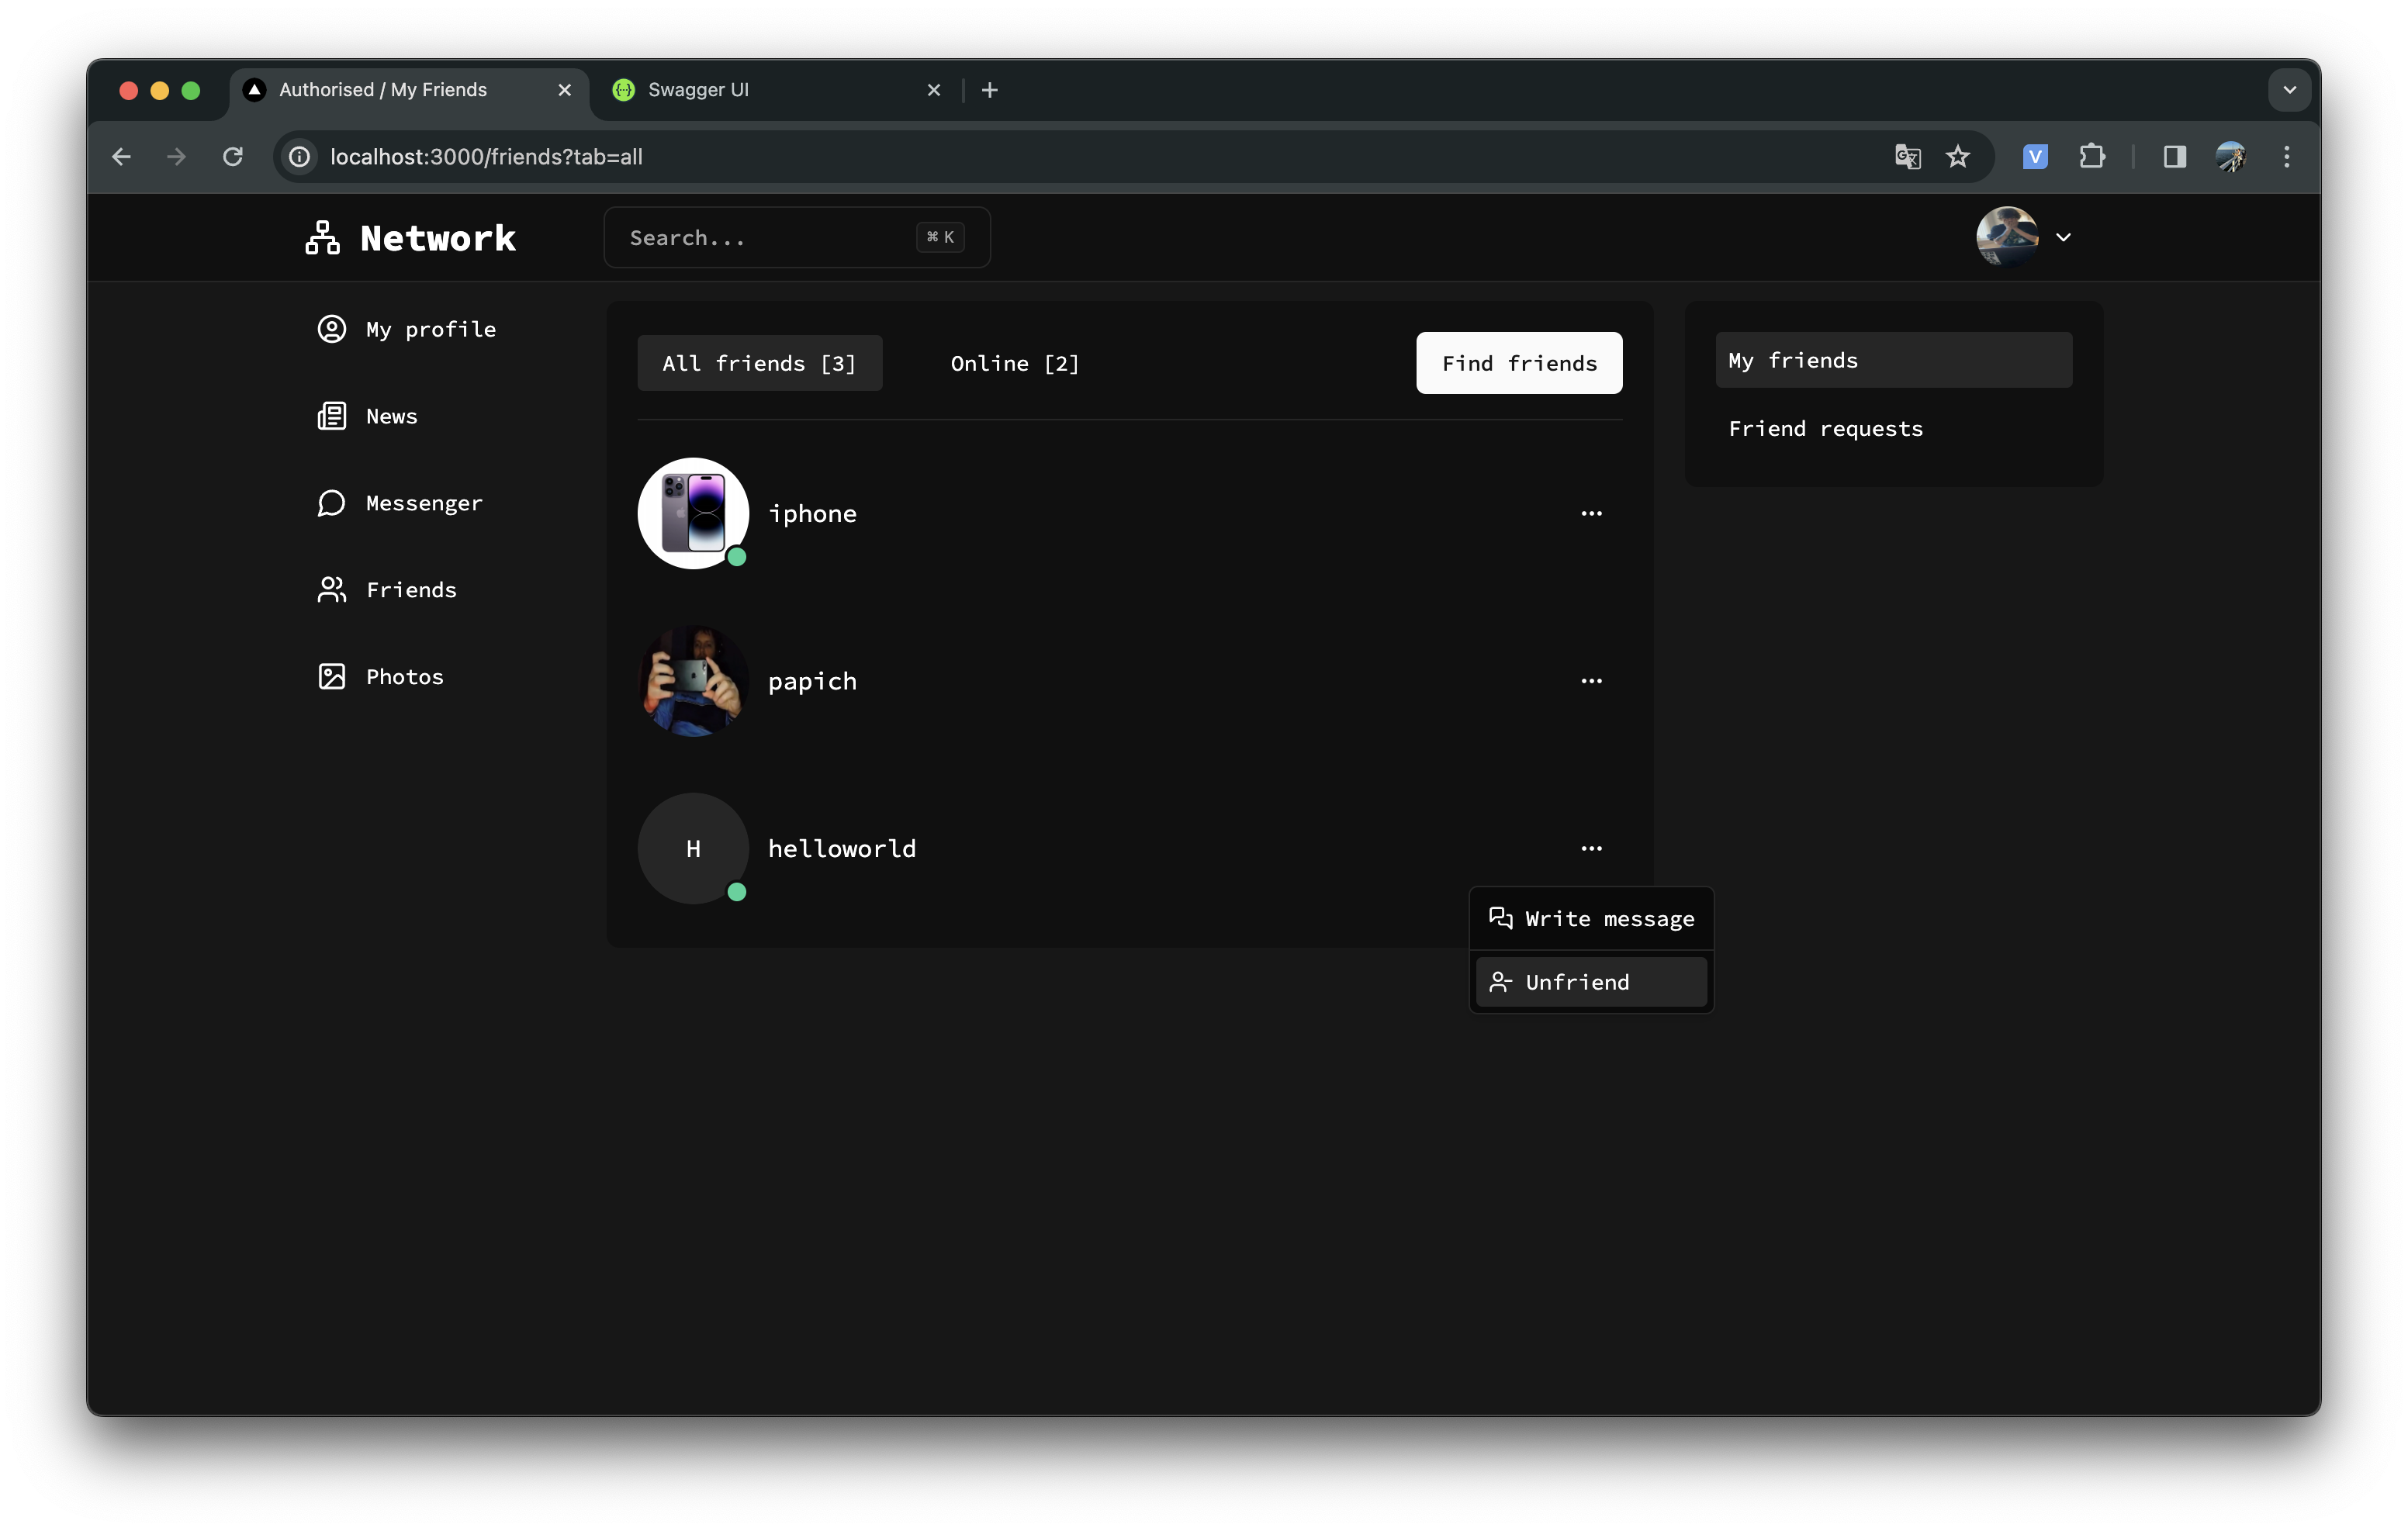 Authorised / My Friends
Swagger UI
localhost:3000/friends?tab=all
V
Network
Search...
⌘ K
My profile
News
Messenger
Friends
Photos
All friends [3]
Online [2]
Find friends
iphone
papich
H
helloworld
Write message
Unfriend
My friends
Friend requests